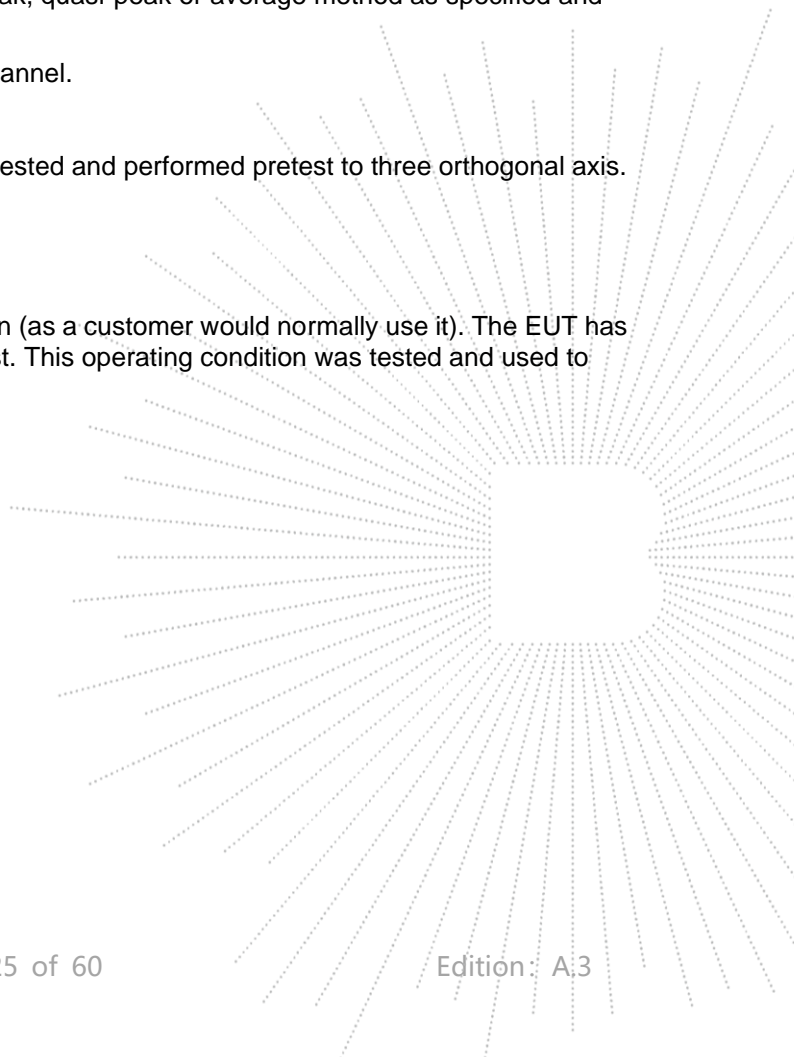 quasi-peak or average method as specified and
annel.
ested and performed pretest to three orthogonal axis.
n (as a customer would normally use it). The EUT has
st. This operating condition was tested and used to
25 of 60 Edition: A.3